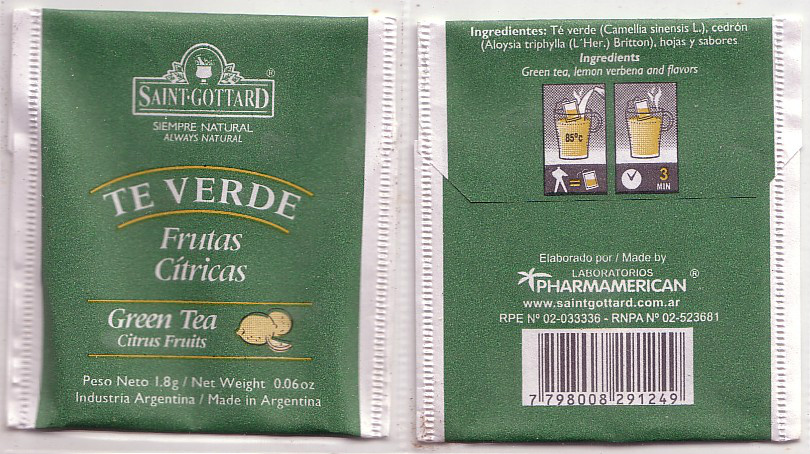 SAINT-GOTTARD®
SIEMPRE NATURAL
ALWAYS NATURAL
TE VERDE
Frutas
Cítricas
Green Tea
Citrus Fruits
Peso Neto 1.8g / Net Weight 0.06oz
Industria Argentina / Made in Argentina
Ingredientes: Té verde (Camellia sinensis L.), cedrón
(Aloysia triphylla (L´Her.) Britton), hojas y sabores
Ingredients
Green tea, lemon verbena and flavors
85ºc
=
3
MIN
Elaborado por / Made by
LABORATORIOS
PHARMAMERICAN®
www.saintgottard.com.ar
RPE Nº 02-033336 - RNPA Nº 02-523681
7 798008 291249